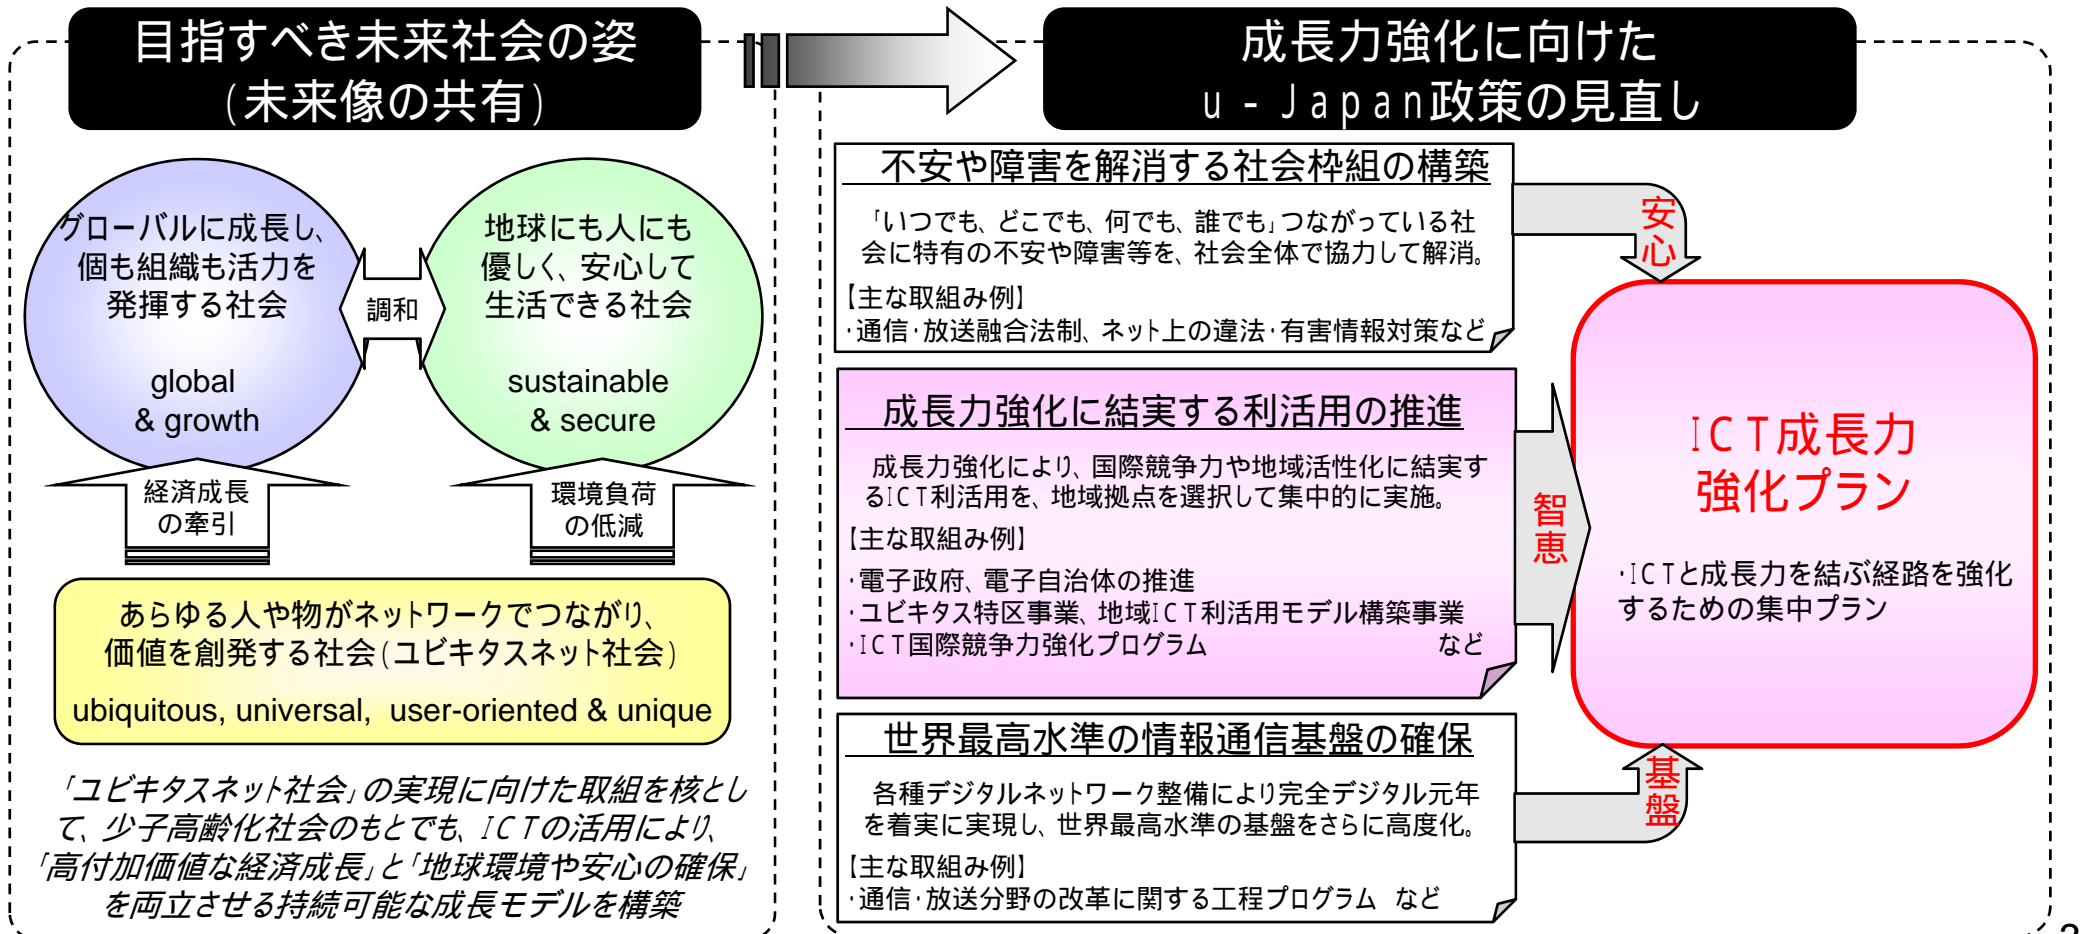 目指すべき未来社会の姿
(未来像の共有)
グローバルに成長し、
個も組織も活力を
発揮する社会
global
& growth
調和
地球にも人にも
優しく、安心して
生活できる社会
sustainable
& secure
経済成長
の牽引
環境負荷
の低減
あらゆる人や物がネットワークでつながり、
価値を創発する社会(ユビキタスネット社会)
ubiquitous, universal, user-oriented & unique
「ユビキタスネット社会」の実現に向けた取組を核とし
て、少子高齢化社会のもとでも、ICTの活用により、
「高付加価値な経済成長」と「地球環境や安心の確保」
を両立させる持続可能な成長モデルを構築
成長力強化に向けた
u-Japan政策の見直し
不安や障害を解消する社会枠組の構築
「いつでも、どこでも、何でも、誰でも」つながっている社
会に特有の不安や障害等を、社会全体で協力して解消。
【主な取組み例】
・通信・放送融合法制、ネット上の違法・有害情報対策など
安心
成長力強化に結実する利活用の推進
成長力強化により、国際競争力や地域活性化に結実す
るICT利活用を、地域拠点を選択して集中的に実施。
【主な取組み例】
・電子政府、電子自治体の推進
・ユビキタス特区事業、地域ICT利活用モデル構築事業
・ICT国際競争力強化プログラム など
智恵
世界最高水準の情報通信基盤の確保
各種デジタルネットワーク整備により完全デジタル元年
を着実に実現し、世界最高水準の基盤をさらに高度化。
【主な取組み例】
・通信・放送分野の改革に関する工程プログラム など
基盤
ICT成長力
強化プラン
・ICTと成長力を結ぶ経路を強化
するための集中プラン